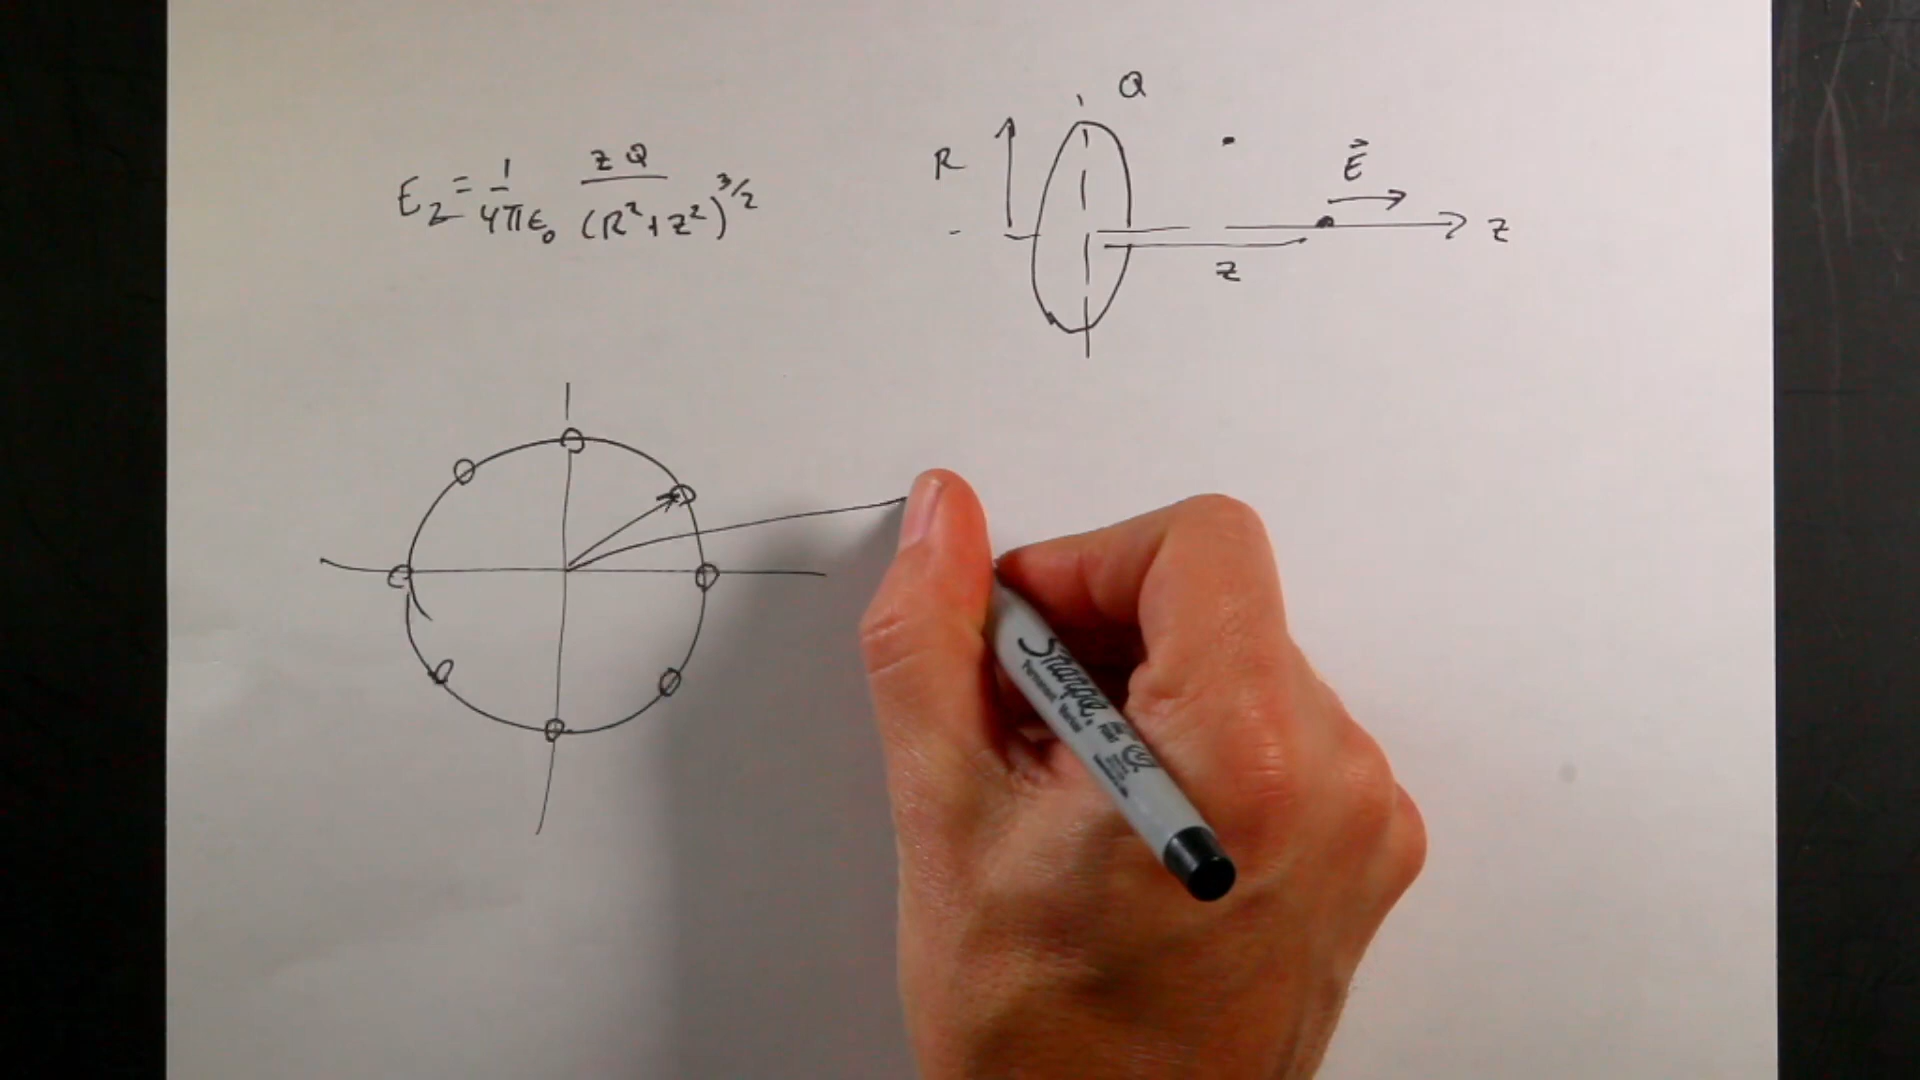 Q
R
E⃗
E_z = 1/4πε₀ zQ/(R²+z²)^3/2
z
z
Sharpie